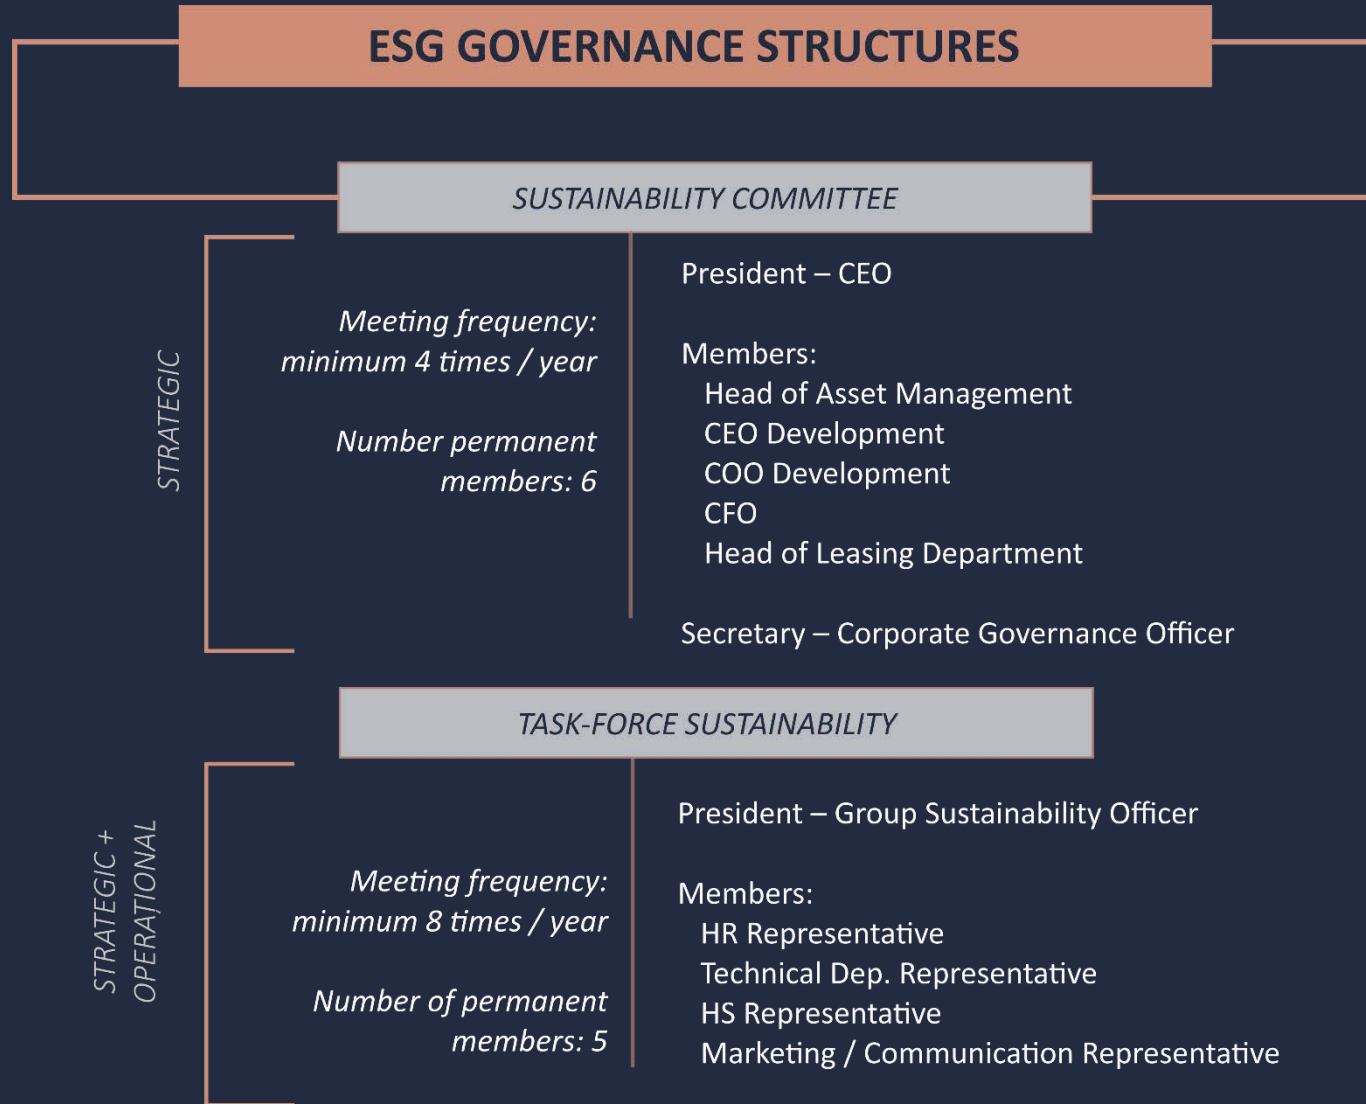 ESG GOVERNANCE STRUCTURES
SUSTAINABILITY COMMITTEE
STRATEGIC
Meeting frequency:
minimum 4 times / year
Number permanent
members: 6
President – CEO
Members:
Head of Asset Management
CEO Development
COO Development
CFO
Head of Leasing Department
Secretary – Corporate Governance Officer
TASK-FORCE SUSTAINABILITY
STRATEGIC +
OPERAȚIONAL
Meeting frequency:
minimum 8 times / year
Number of permanent
members: 5
President – Group Sustainability Officer
Members:
HR Representative
Technical Dep. Representative
HS Representative
Marketing / Communication Representative